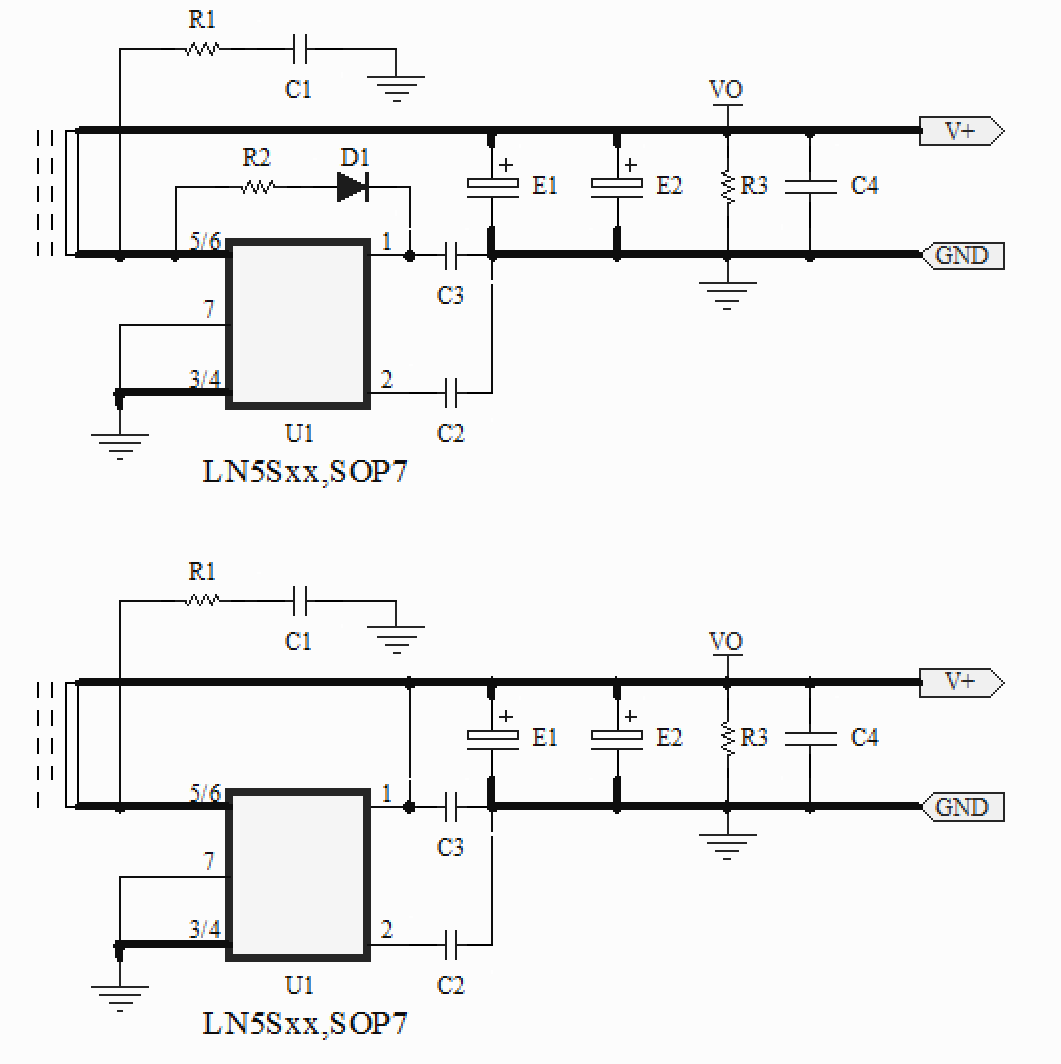 R1
C1
VO
V+
R2
D1
+
E1
+
E2
R3
C4
5/6
1
GND
C3
7
3/4
2
U1
C2
LN5Sxx,SOP7
R1
C1
VO
V+
+
E1
+
E2
R3
C4
5/6
1
GND
C3
7
3/4
2
U1
C2
LN5Sxx,SOP7